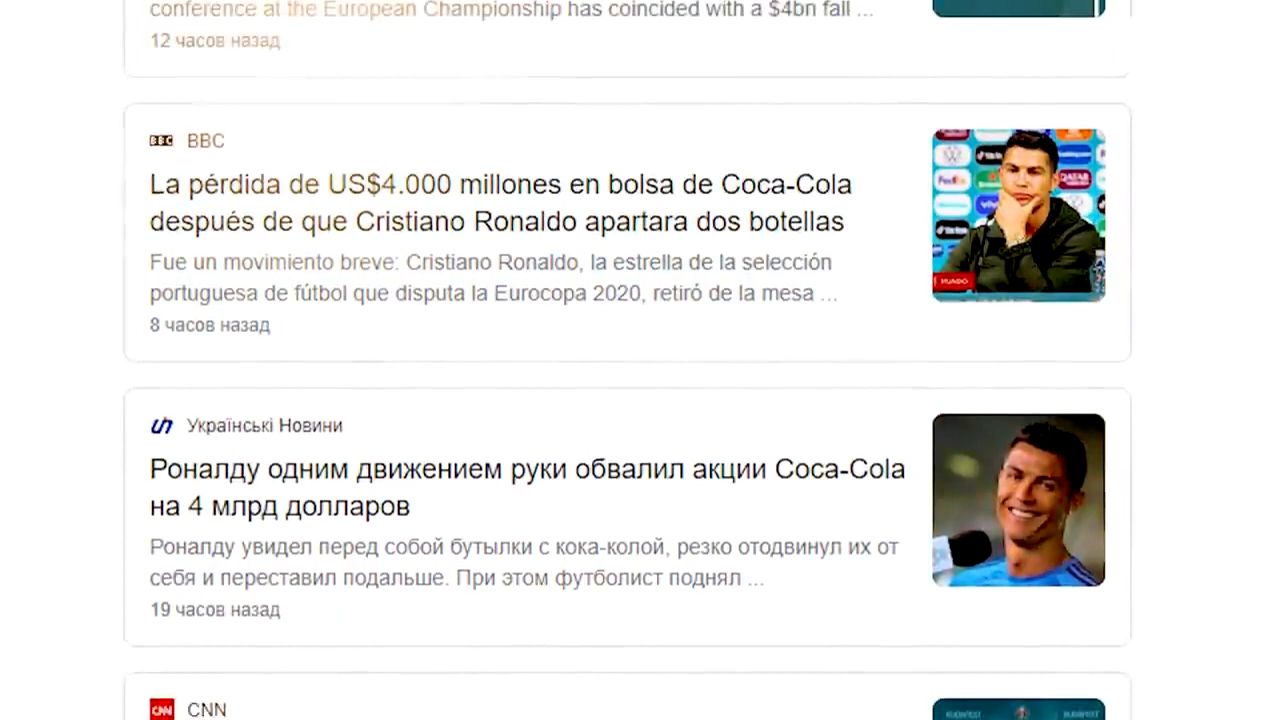 conference at the European Championship has coincided with a $4bn fall ...
12 часов назад
BBC BBC
La pérdida de US$4.000 millones en bolsa de Coca-Cola
después de que Cristiano Ronaldo apartara dos botellas
Fue un movimiento breve: Cristiano Ronaldo, la estrella de la selección
portuguesa de fútbol que disputa la Eurocopa 2020, retiró de la mesa ...
8 часов назад
FedEx
QATAR
MUNDO
Українські Новини
Роналду одним движением руки обвалил акции Coca-Cola
на 4 млрд долларов
Роналду увидел перед собой бутылки с кока-колой, резко отодвинул их от
себя и переставил подальше. При этом футболист поднял ...
19 часов назад
CNN CNN